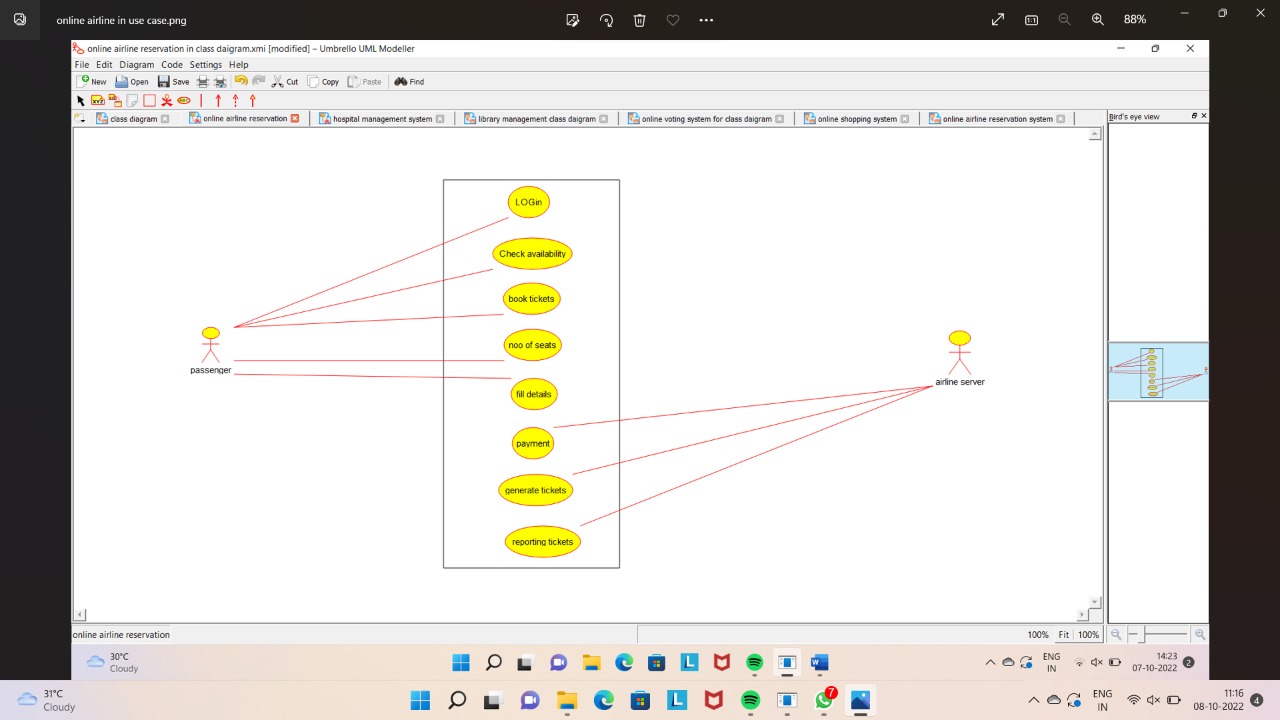 online airline in use case.png
88%
online airline reservation in class daigram.xmi [modified] – Umbrello UML Modeller
File Edit Diagram Code Settings Help
New Open Save Cut Copy Paste Find
class diagram online airline reservation hospital management system library management class daigram online voting system for class daigram online shopping system online airline reservation system
Bird's eye view
LOGin
Check availability
book tickets
noo of seats
fill details
payment
generate tickets
reporting tickets
passenger
airline server
online airline reservation
100% Fit 100%
30°C
Cloudy
ENG
IN
14:23
07-10-2022
2
31°C
Cloudy
7
ENG
IN
11:16
08-10-2022
4